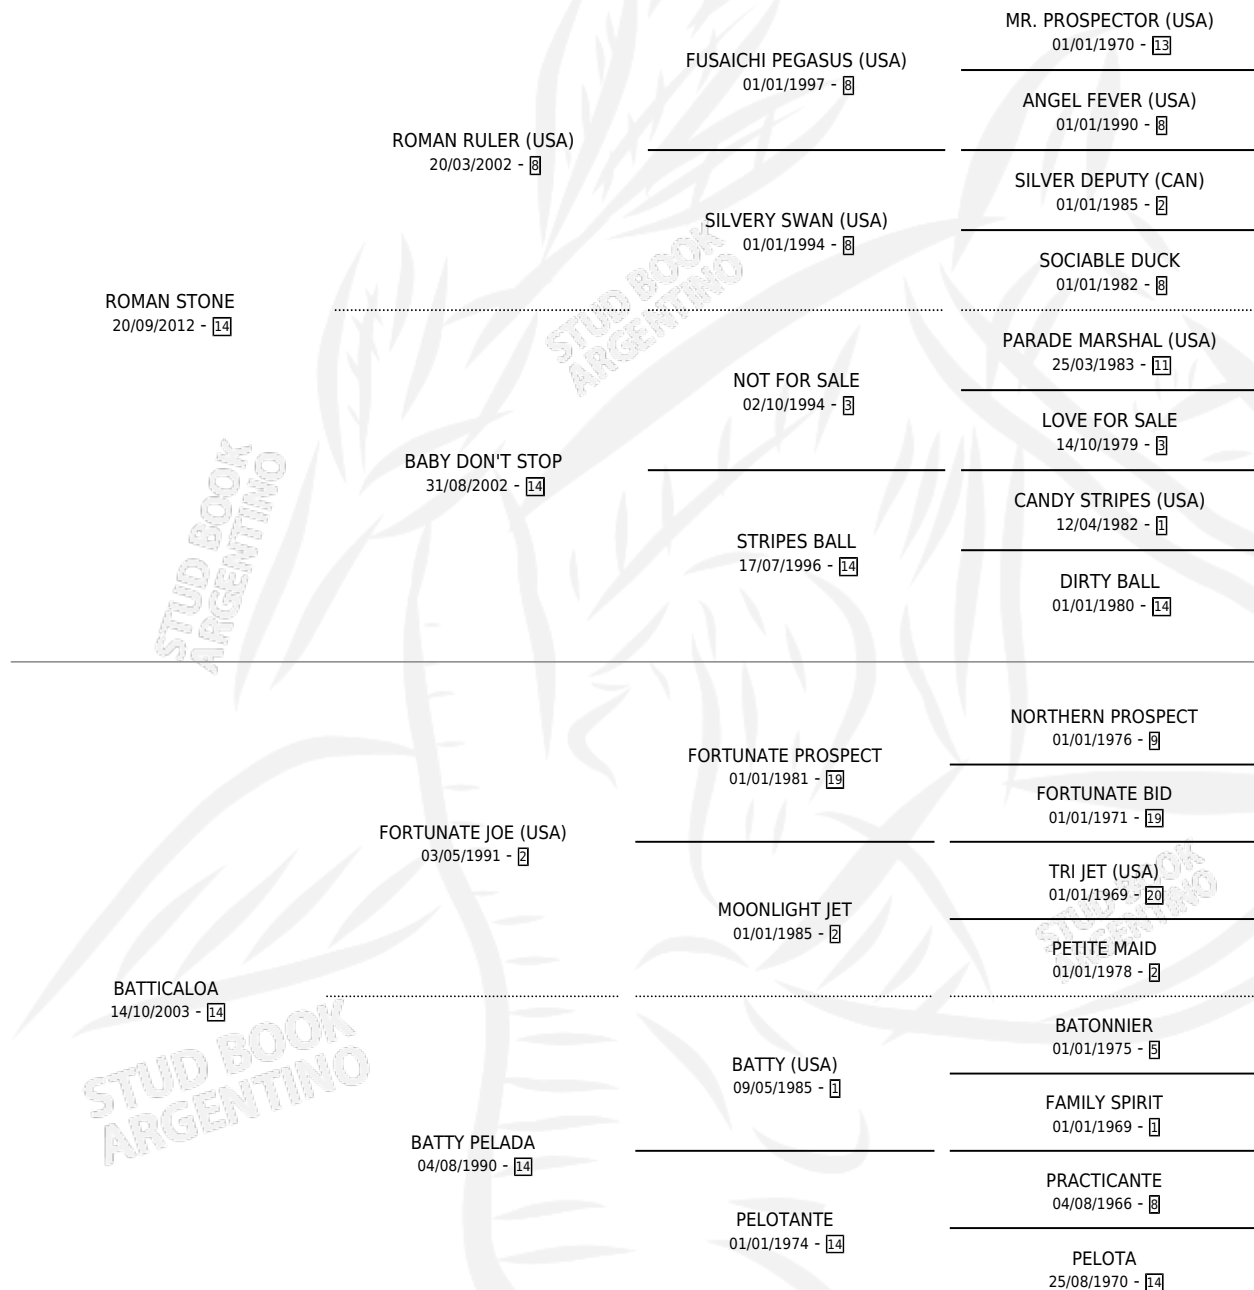 MR. PROSPECTOR (USA)
01/01/1970 - 13
FUSAICHI PEGASUS (USA)
01/01/1997 - 8
ANGEL FEVER (USA)
01/01/1990 - 8
ROMAN RULER (USA)
20/03/2002 - 8
SILVER DEPUTY (CAN)
01/01/1985 - 2
SILVERY SWAN (USA)
01/01/1994 - 8
SOCIABLE DUCK
01/01/1982 - 8
ROMAN STONE
20/09/2012 - 14
STUD BOOK
ARGENTINO
PARADE MARSHAL (USA)
25/03/1983 - 11
NOT FOR SALE
02/10/1994 - 3
LOVE FOR SALE
14/10/1979 - 3
BABY DON'T STOP
31/08/2002 - 14
CANDY STRIPES (USA)
12/04/1982 - 1
STRIPES BALL
17/07/1996 - 14
DIRTY BALL
01/01/1980 - 14
STUD BOOK
ARGENTINO
NORTHERN PROSPECT
01/01/1976 - 9
FORTUNATE PROSPECT
01/01/1981 - 19
FORTUNATE BID
01/01/1971 - 19
FORTUNATE JOE (USA)
03/05/1991 - 2
TRI JET (USA)
01/01/1969 - 20
MOONLIGHT JET
01/01/1985 - 2
STUD BOOK
ARGENTINO
PETITE MAID
01/01/1978 - 2
BATTICALOA
14/10/2003 - 14
BATONNIER
01/01/1975 - 5
BATTY (USA)
09/05/1985 - 1
FAMILY SPIRIT
01/01/1969 - 1
STUD BOOK
ARGENTINO
BATTY PELADA
04/08/1990 - 14
PRACTICANTE
04/08/1966 - 8
PELOTANTE
01/01/1974 - 14
PELOTA
25/08/1970 - 14